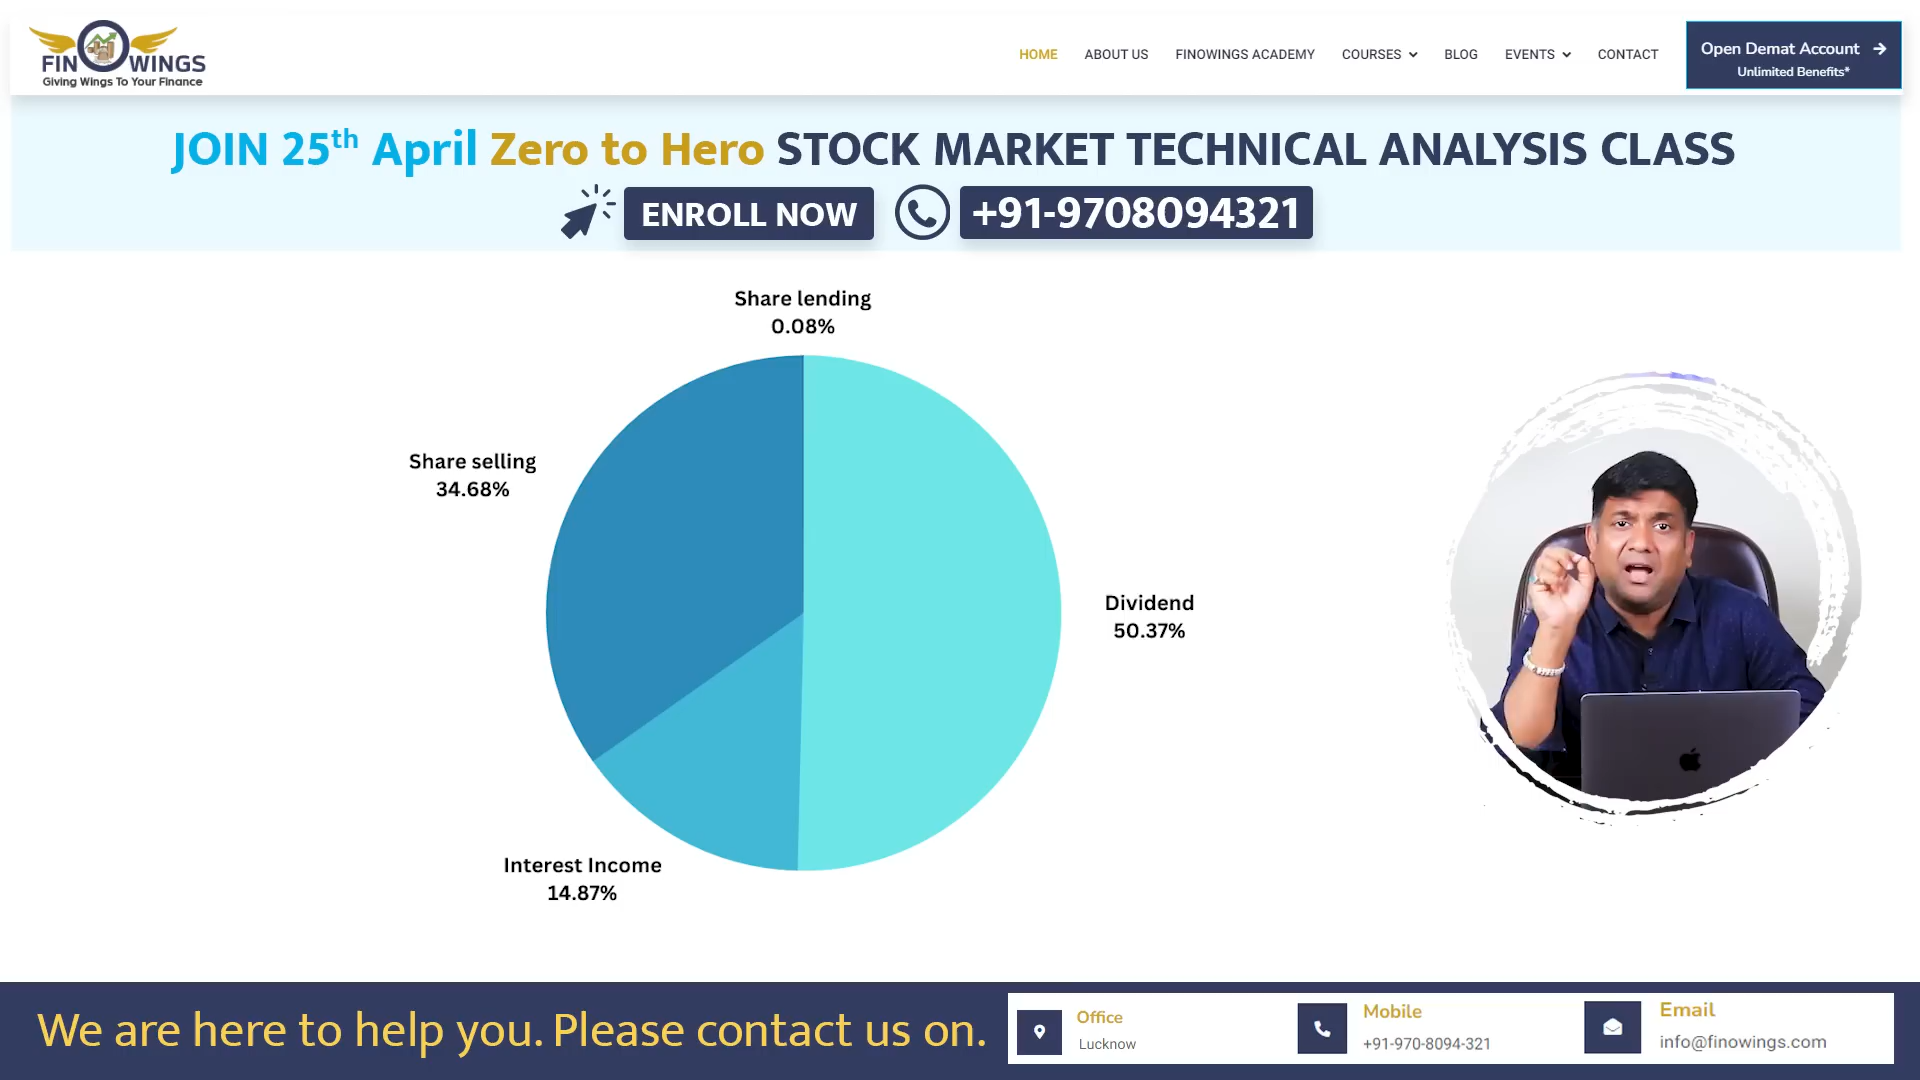 FINOWINGS
Giving Wings To Your Finance
HOME ABOUT US FINOWINGS ACADEMY COURSES BLOG EVENTS CONTACT
Open Demat Account
Unlimited Benefits*
JOIN 25th April Zero to Hero STOCK MARKET TECHNICAL ANALYSIS CLASS
ENROLL NOW +91-9708094321
Share lending
0.08%
Share selling
34.68%
Dividend
50.37%
Interest Income
14.87%
We are here to help you. Please contact us on.
Office
Lucknow
Mobile
+91-970-8094-321
Email
info@finowings.com